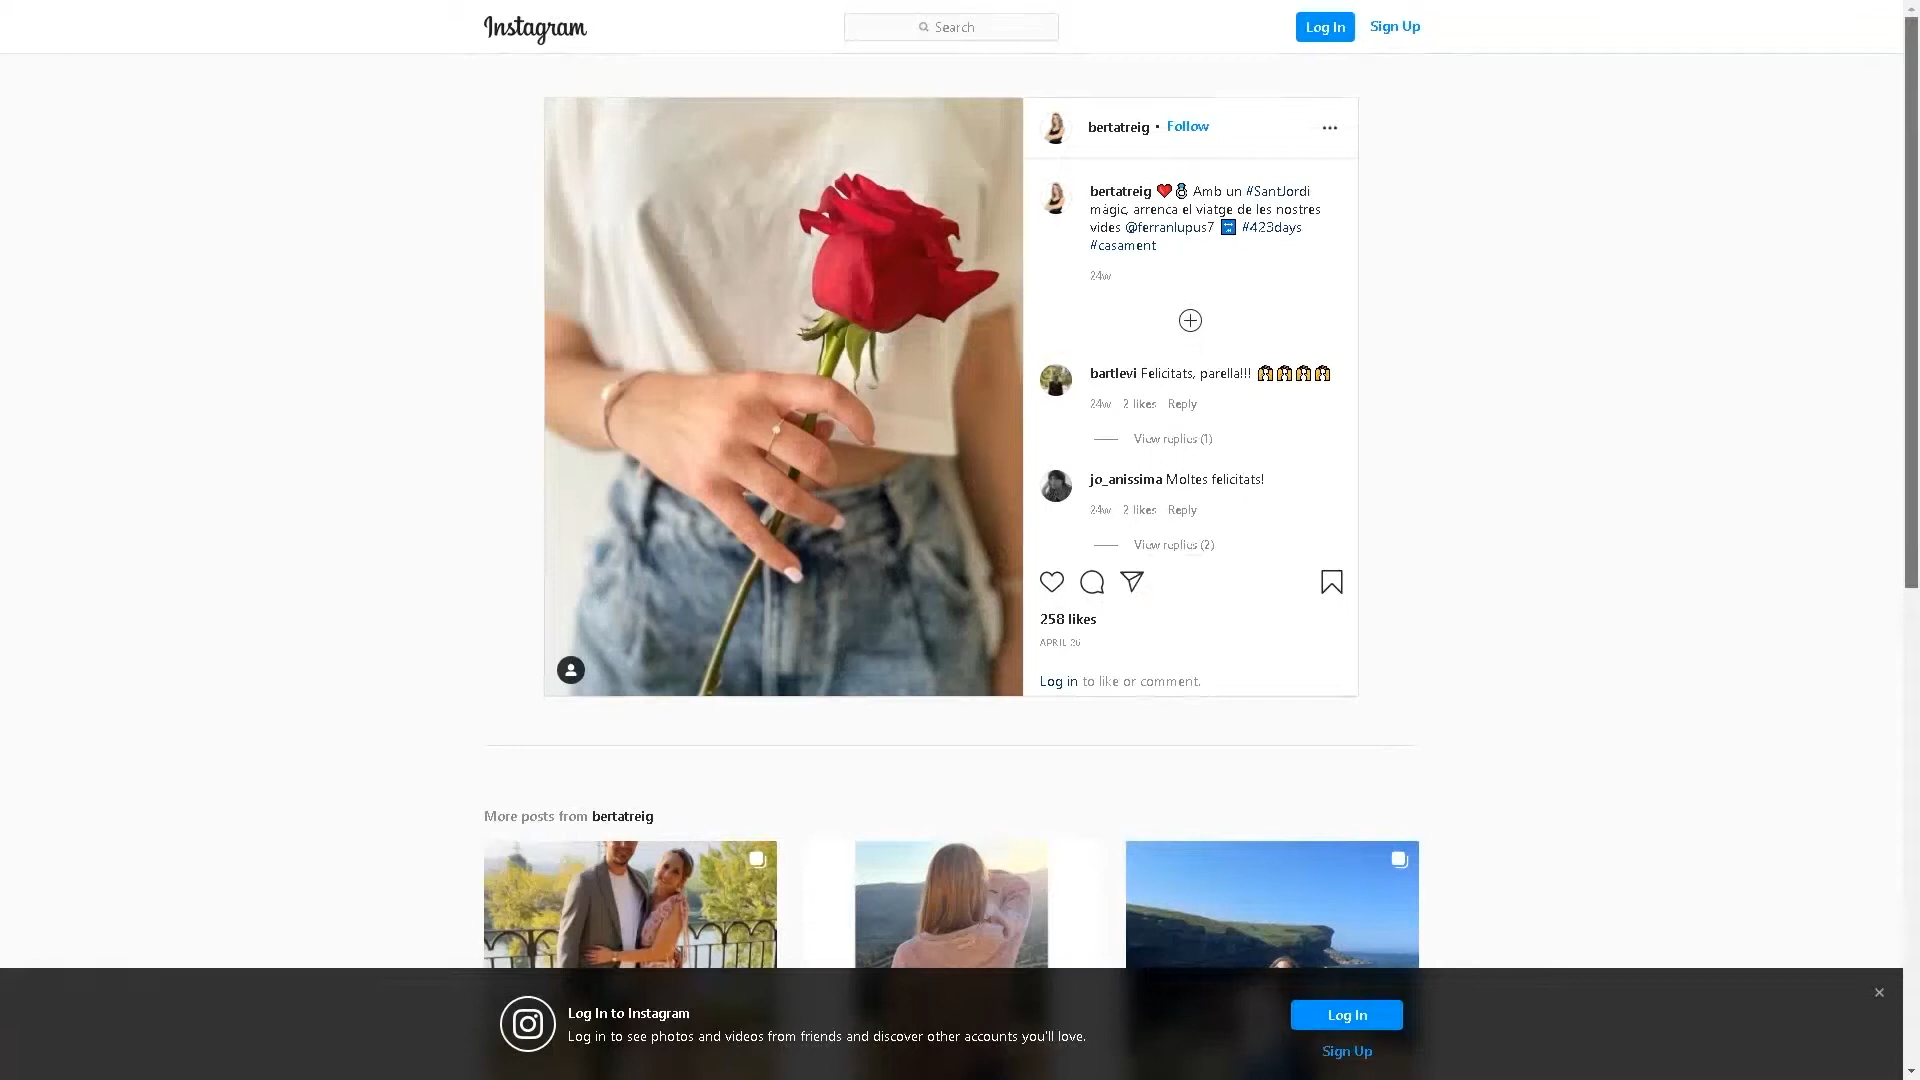 Instagram
Search
Log In
Sign Up
bertatreig • Follow
bertatreig ❤️💍 Amb un #SantJordi
màgic, arrenca el viatge de les nostres
vides @ferranlupus7 #423days
#casament
24w
bartlevi Felicitats, parella!!!
24w 2 likes Reply
View replies (1)
jo_anissima Moltes felicitats!
24w 2 likes Reply
View replies (2)
258 likes
APRIL 26
Log in to like or comment.
More posts from bertatreig
Log In to Instagram
Log in to see photos and videos from friends and discover other accounts you'll love.
Log In
Sign Up